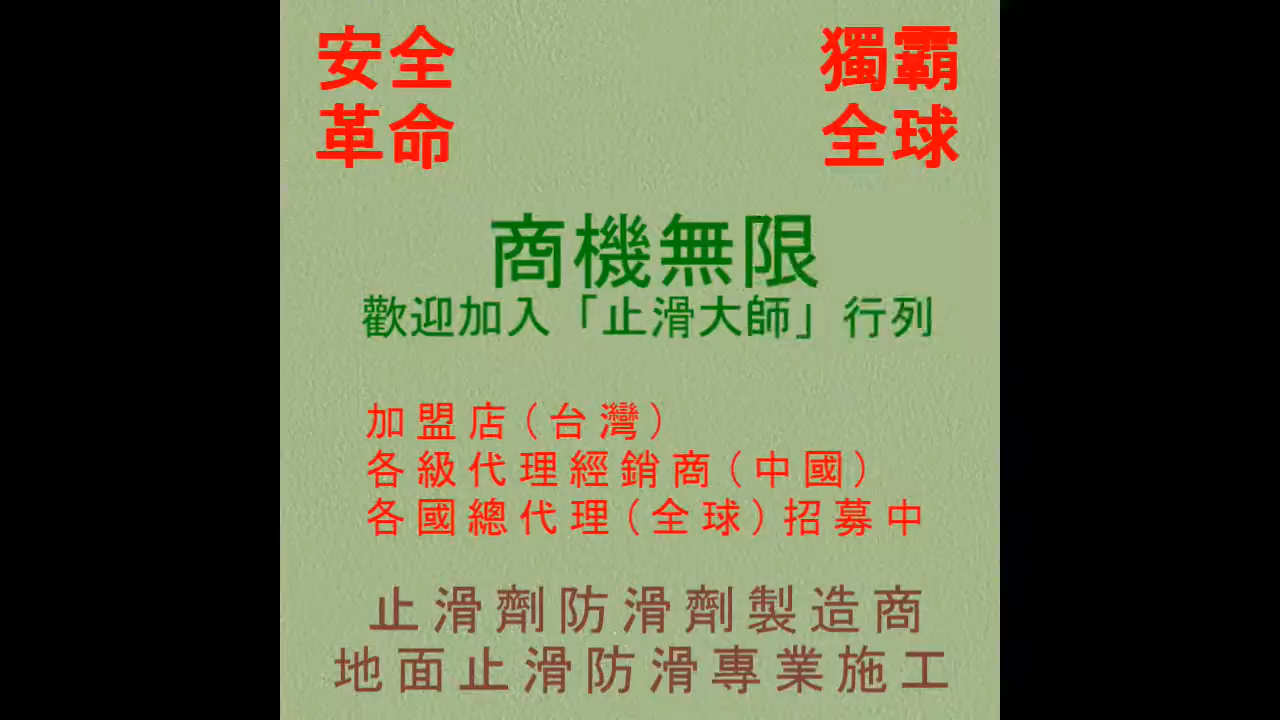 安全
革命
獨霸
全球
商機無限
歡迎加入「止滑大師」行列
加盟店(台灣)
各級代理經銷商(中國)
各國總代理(全球)招募中
止滑劑防滑劑製造商
地面止滑防滑專業施工